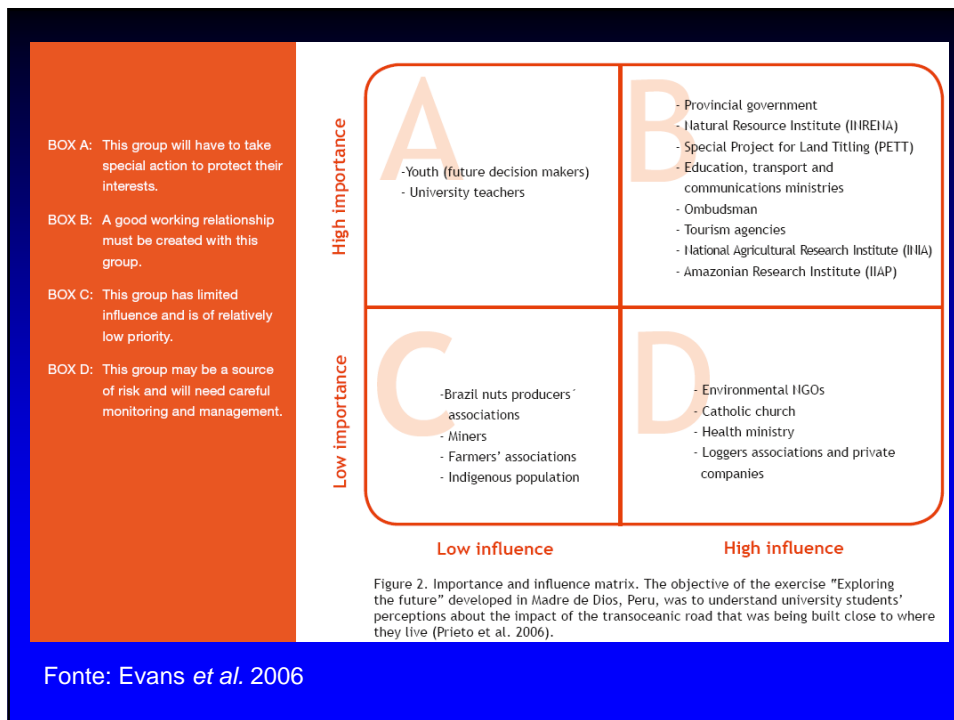 BOX A: This group will have to take
special action to protect their
interests.
BOX B: A good working relationship
must be created with this
group.
BOX C: This group has limited
influence and is of relatively
low priority.
BOX D: This group may be a source
of risk and will need careful
monitoring and management.
High importance
A
-Youth (future decision makers)
- University teachers
B
- Provincial government
- Natural Resource Institute (INRENA)
- Special Project for Land Titling (PETT)
- Education, transport and
communications ministries
- Ombudsman
- Tourism agencies
- National Agricultural Research Institute (INIA)
- Amazonian Research Institute (IIAP)
Low importance
C
-Brazil nuts producers´
associations
- Miners
- Farmers’ associations
- Indigenous population
D
- Environmental NGOs
- Catholic church
- Health ministry
- Loggers associations and private
companies
Low influence
High influence
Figure 2. Importance and influence matrix. The objective of the exercise “Exploring
the future” developed in Madre de Dios, Peru, was to understand university students’
perceptions about the impact of the transoceanic road that was being built close to where
they live (Prieto et al. 2006).
Fonte: Evans et al. 2006